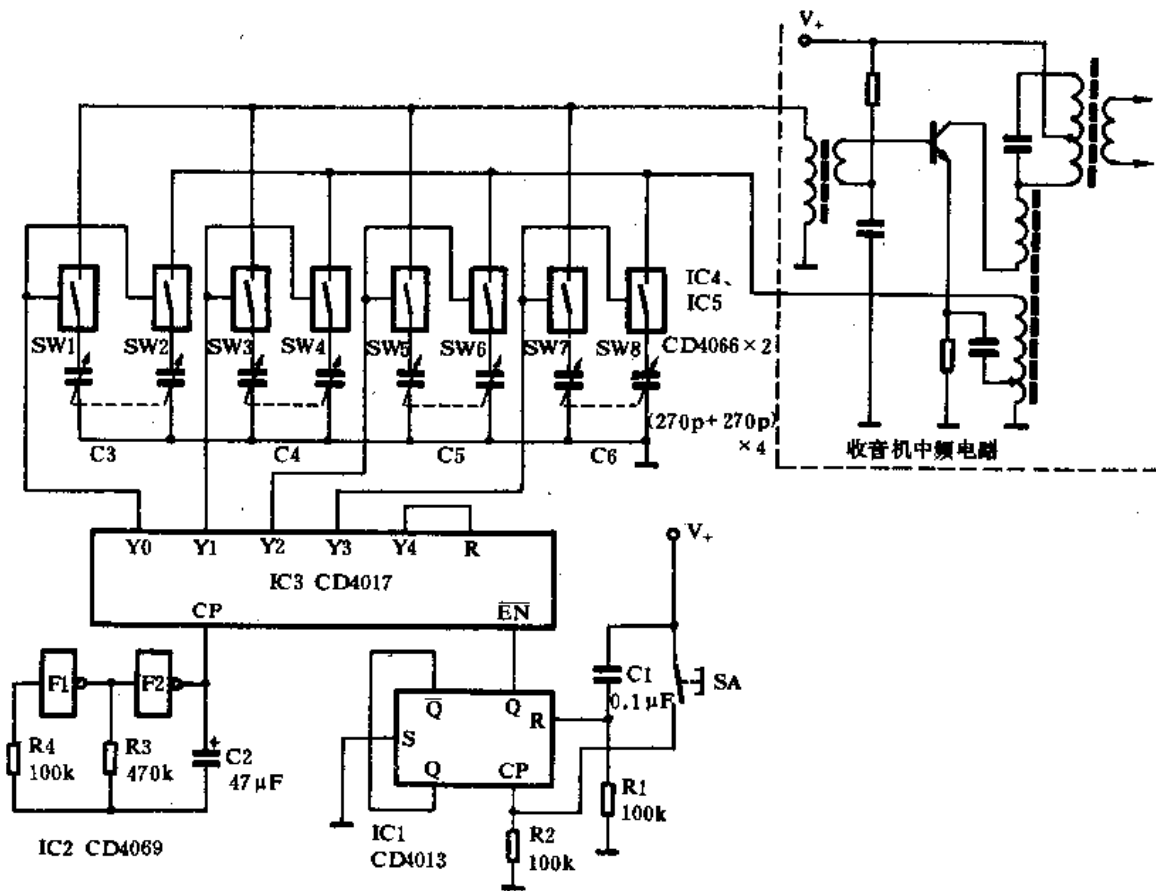 V+
IC4、
IC5
SW1 SW2 SW3 SW4 SW5 SW6 SW7 SW8
CD4066×2
(270p+270p)
×4
C3 C4 C5 C6
收音机中频电路
Y0 Y1 Y2 Y3 Y4 R
IC3 CD4017
CP EN
V+
F1 F2
C1
0.1μF
SA
Q Q R
S
Q CP
R4
100k
R3
470k
C2
47μF
+
R1
100k
R2
100k
IC1
CD4013
IC2 CD4069